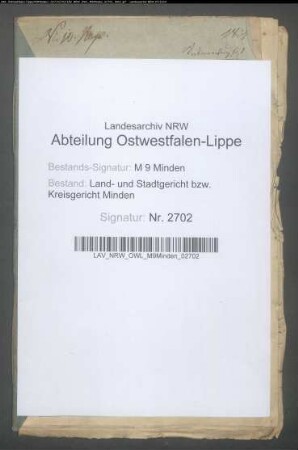 Landesarchiv NRW
Abteilung Ostwestfalen-Lippe
Bestands-Signatur: M 9 Minden
Bestand: Land- und Stadtgericht bzw.
Kreisgericht Minden
Signatur: Nr. 2702
LAV_NRW_OWL_M9Minden_02702